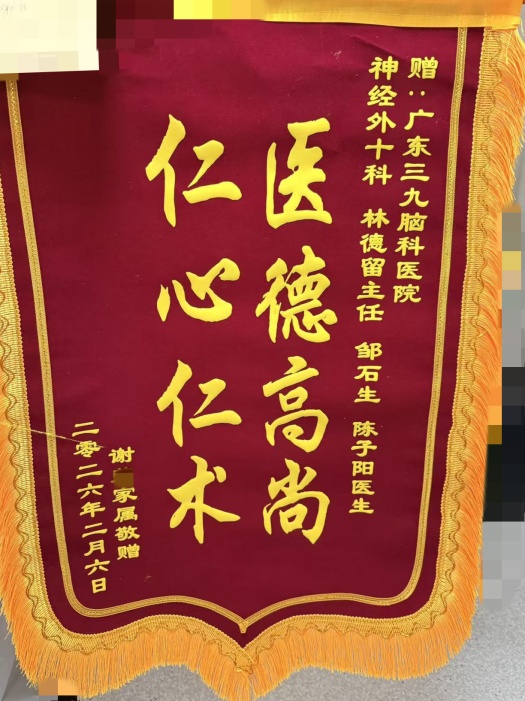 赠：广东三九脑科医院
神经外十科 林德留主任 邹石生 陈子阳医生
医德高尚
仁心仁术
谢 家属敬赠
二零二六年二月六日